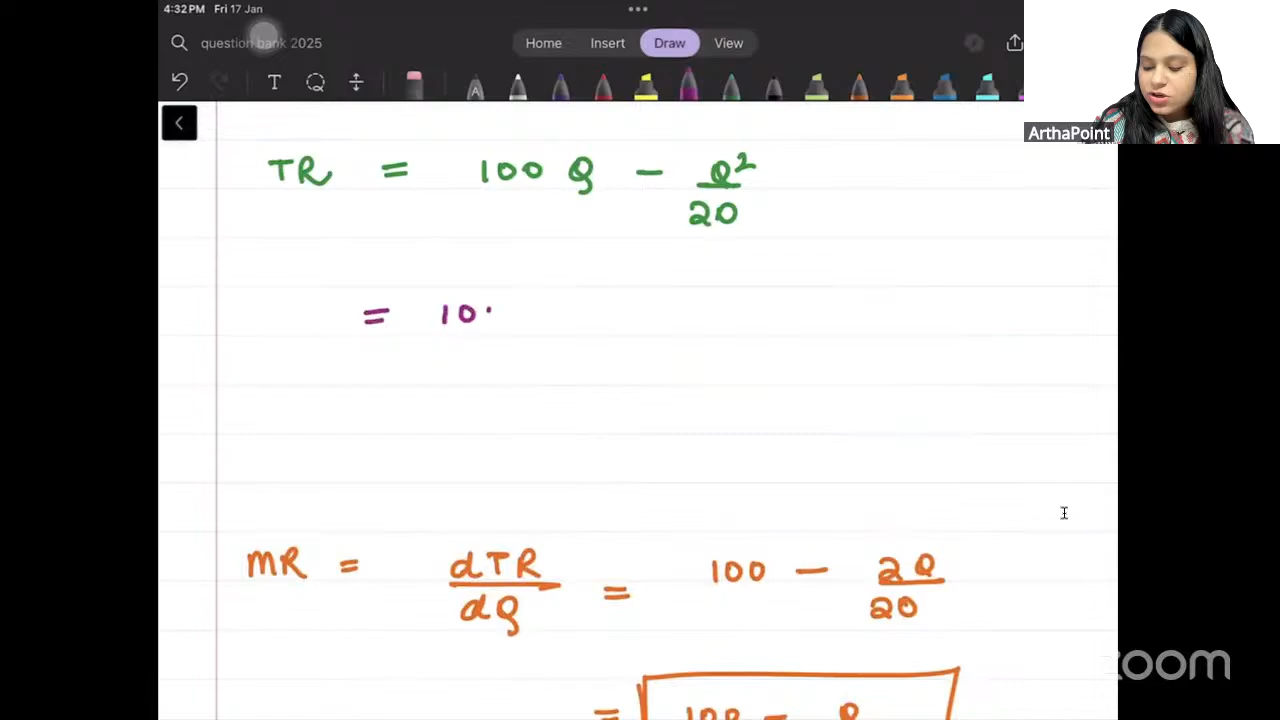 4:32 PM Fri 17 Jan
question bank 2025
Home Insert Draw View
T A
ArthaPoint
TR = 100 Q - Q²/20
= 10
MR = dTR/dQ = 100 - 2Q/20
= 100 - Q
zoom